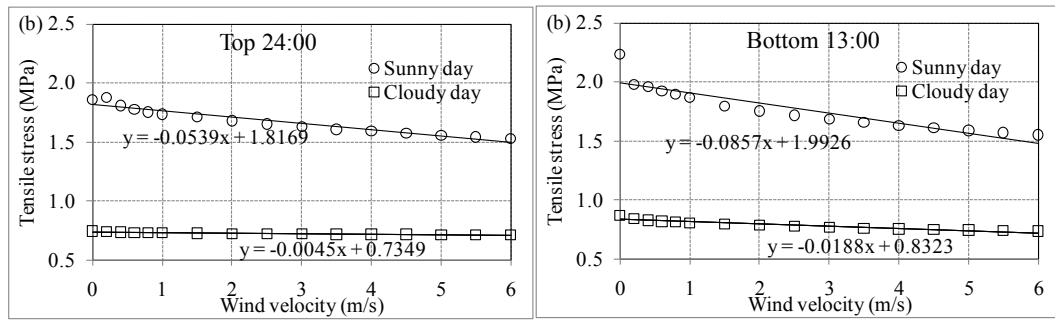 (b)
Top 24:00
2.5
2.0
1.5
1.0
0.5
Tensile stress (MPa)
Sunny day
Cloudy day
y = -0.0539x + 1.8169
y = -0.0045x + 0.7349
0 1 2 3 4 5 6
Wind velocity (m/s)
(b)
Bottom 13:00
2.5
2.0
1.5
1.0
0.5
Tensile stress (MPa)
Sunny day
Cloudy day
y = -0.0857x + 1.9926
y = -0.0188x + 0.8323
0 1 2 3 4 5 6
Wind velocity (m/s)